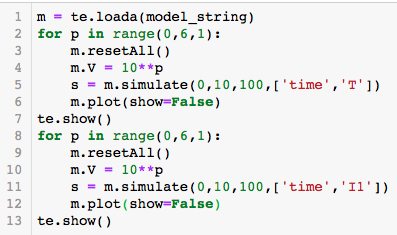 1 m = te.loada(model_string)
2 for p in range(0,6,1):
3     m.resetAll()
4     m.V = 10**p
5     s = m.simulate(0,10,100,['time','T'])
6     m.plot(show=False)
7 te.show()
8 for p in range(0,6,1):
9     m.resetAll()
10     m.V = 10**p
11     s = m.simulate(0,10,100,['time','I1'])
12     m.plot(show=False)
13 te.show()